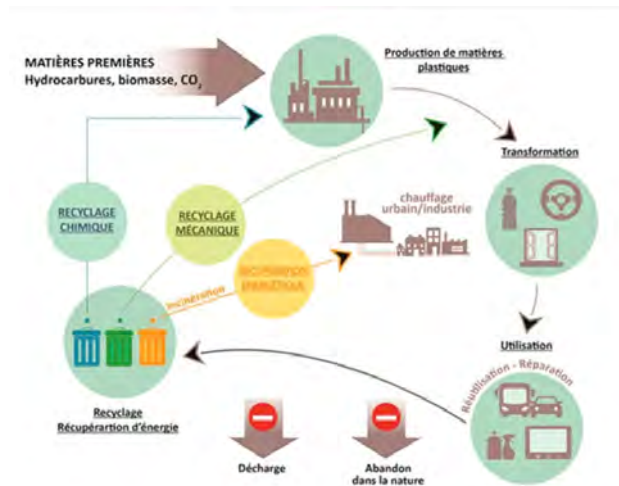 MATIÈRES PREMIÈRES
Hydrocarbures, biomasse, CO₂
Production de matières
plastiques
Transformation
RECYCLAGE
CHIMIQUE
RECYCLAGE
MÉCANIQUE
chauffage
urbain/industrie
ÉNERGÉTIQUE
incinération
Utilisation
Réutilisation - Réparation
Recyclage
Récupérartion d'énergie
Décharge
Abandon
dans la nature